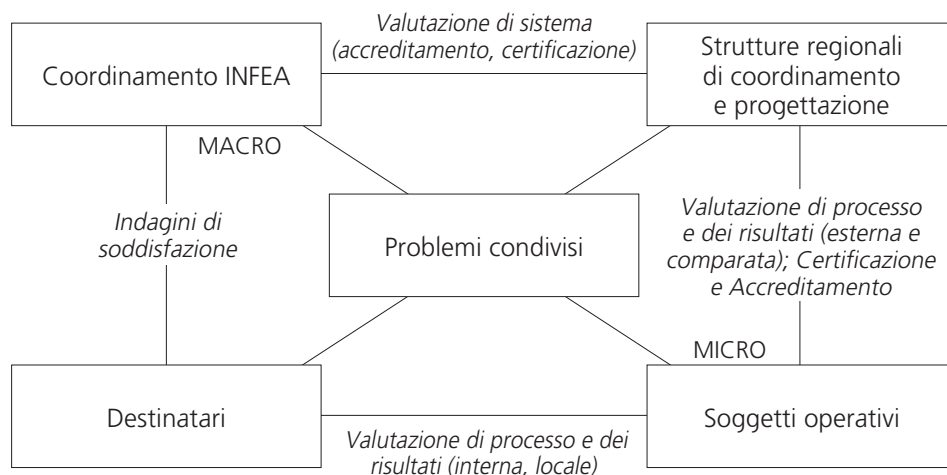 Valutazione di sistema
(accreditamento, certificazione)
Coordinamento INFEA
Strutture regionali
di coordinamento
e progettazione
MACRO
Indagini di
soddisfazione
Problemi condivisi
Valutazione di processo
e dei risultati (esterna e
comparata); Certificazione
e Accreditamento
MICRO
Destinatari
Soggetti operativi
Valutazione di processo e dei
risultati (interna, locale)